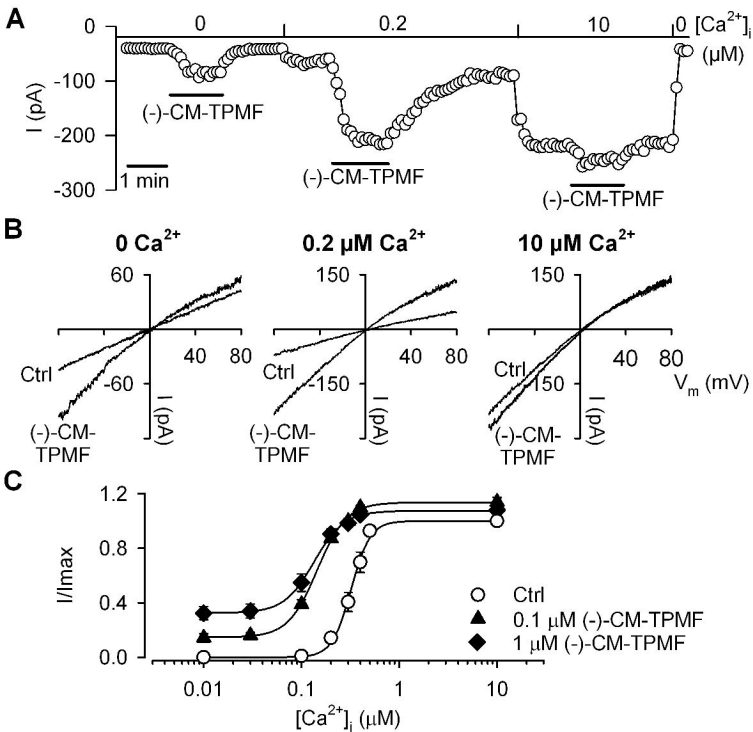 A
0 0.2 10 0 [Ca2+]i
(µM)
0
-100
-200
-300
I (pA)
(-)-CM-TPMF
(-)-CM-TPMF
(-)-CM-TPMF
1 min
B
0 Ca2+
0.2 µM Ca2+
10 µM Ca2+
60
-60
40 80
Ctrl
(-)-CM-
TPMF
I (pA)
150
-150
40 80
Ctrl
(-)-CM-
TPMF
I (pA)
150
-150
40 80
Vm (mV)
Ctrl
(-)-CM-
TPMF
I (pA)
C
1.2
0.8
0.4
0.0
I/Imax
Ctrl
0.1 µM (-)-CM-TPMF
1 µM (-)-CM-TPMF
0.01 0.1 1 10
[Ca2+]i (µM)